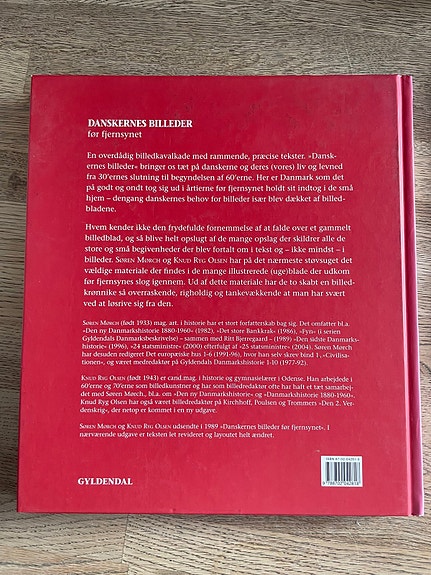 DANSKERNES BILLEDER
før fjernsynet
En overdådig billedkavalkade med rammende, præcise tekster. »Dansk-
ernes billeder« bringer os tæt på danskerne og deres (vores) liv og levned
fra 30'ernes slutning til begyndelsen af 60'erne. Her er Danmark som det
på godt og ondt tog sig ud i årtierne før fjernsynet holdt sit indtog i de små
hjem – dengang danskernes behov for billeder især blev dækket af billed-
bladene.
Hvem kender ikke den frydefulde fornemmelse af at falde over et gammelt
billedblad, og så blive helt opslugt af de mange opslag der skildrer alle de
store og små begivenheder der blev fortalt om i tekst og – ikke mindst – i
billeder. SØREN MØRCH og KNUD RYG OLSEN har på det nærmeste støvsuget det
vældige materiale der findes i de mange illustrerede (uge)blade der udkom
før fjernsynet slog igennem. Ud af dette materiale har de to skabt en billed-
krønnike så overraskende, righoldig og tankevækkende at man har svært
ved at løsrive sig fra den.
SØREN MØRCH (født 1933) mag. art. i historie har et stort forfatterskab bag sig. Det omfatter bl.a.
»Den ny Danmarkshistorie 1880-1960« (1982), »Det store Bankkrak« (1986), »Fyn« (i serien
Gyldendals Danmarksbeskrivelse) – sammen med Ritt Bjerregaard – (1989) »Den sidste Danmarks-
historie« (1996), »24 statsministre« (2000) efterfulgt af »25 statsministre« (2004). Søren Mørch
har desuden redigeret Det europæiske hus 1-6 (1991-96), hvor han selv skrev bind 1, »Civilisa-
tionen«, og været medredaktør på Gyldendals Danmarkshistorie 1-10 (1977-92).
KNUD RYG OLSEN (født 1943) er cand.mag. i historie og gymnasielærer i Odense. Han arbejdede i
60'erne og 70'erne som billedkunstner og har som billedredaktør ofte haft et tæt samarbej-
de med Søren Mørch, bl.a. om »Den ny Danmarkshistorie« og »Danmarkshistorie 1880-1960«.
Knud Ryg Olsen har også været billedredaktør på Kirchhoff, Poulsen og Trommers »Den 2. Ver-
denskrig«, der netop er kommet i en ny udgave.
SØREN MØRCH og KNUD RYG OLSEN udsendte i 1989 »Danskernes billeder før fjernsynet«. I
nærværende udgave er teksten let revideret og layoutet helt ændret.
GYLDENDAL